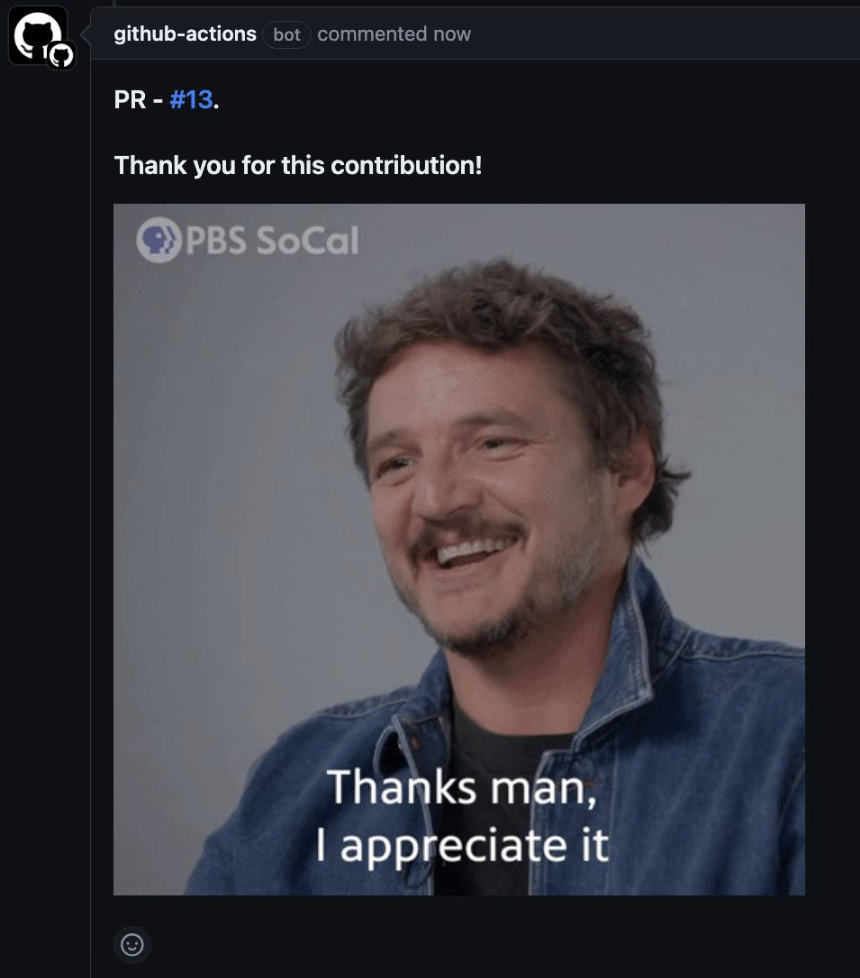 github-actions bot commented now
PR - #13.
Thank you for this contribution!
PBS SoCal
Thanks man,
I appreciate it